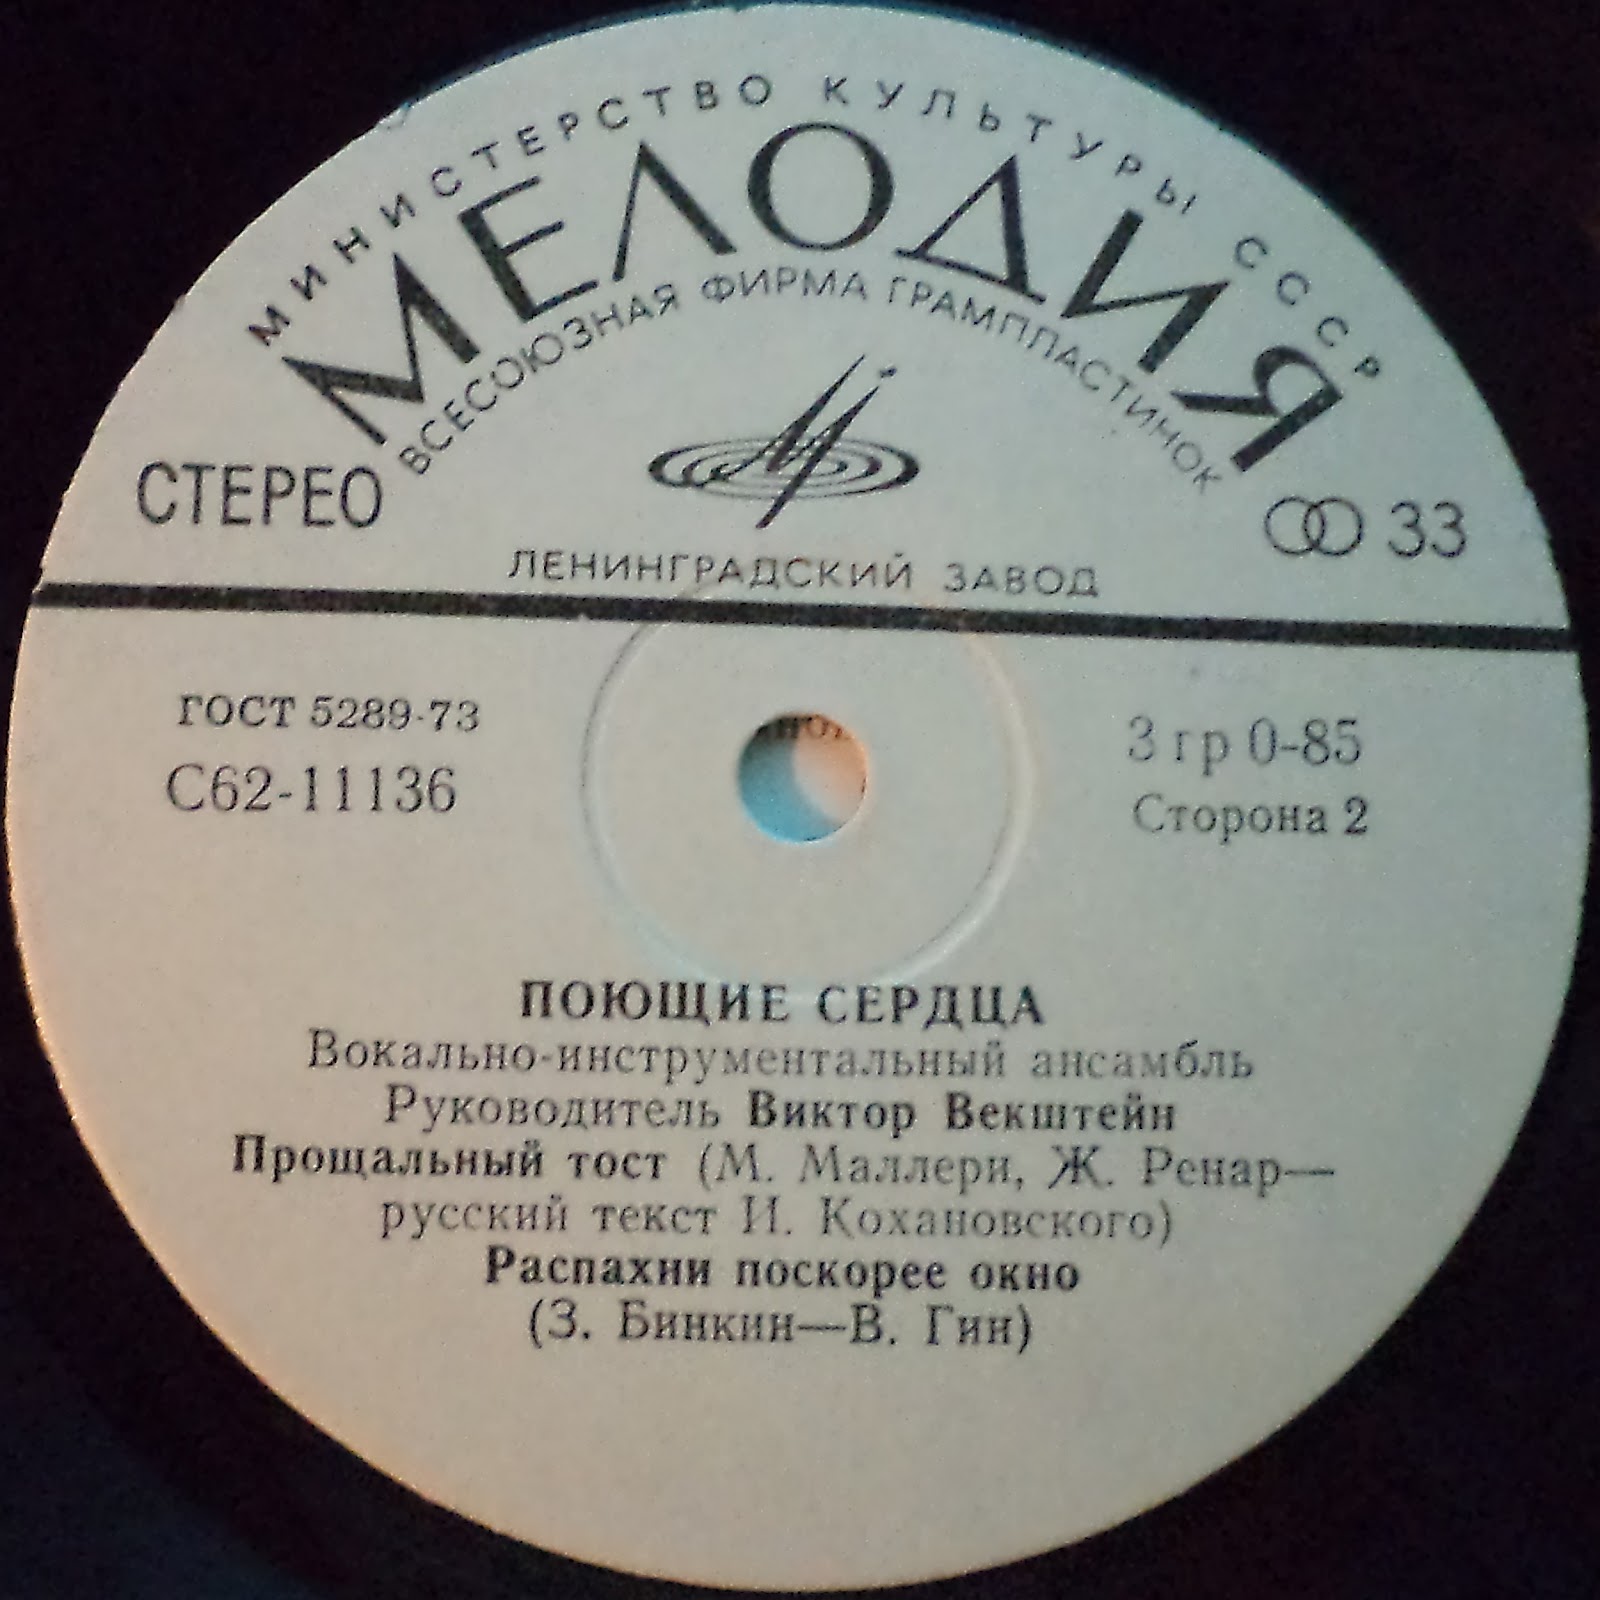 МИНИСТЕРСТВО КУЛЬТУРЫ СССР
МЕЛОДИЯ
ВСЕСОЮЗНАЯ ФИРМА ГРАМПЛАСТИНОК
СТЕРЕО
33
ЛЕНИНГРАДСКИЙ ЗАВОД
ГОСТ 5289-73
С62-11136
3 гр 0-85
Сторона 2
ПОЮЩИЕ СЕРДЦА
Вокально-инструментальный ансамбль
Руководитель Виктор Векштейн
Прощальный тост (М. Маллери, Ж. Ренар—
русский текст И. Кохановского)
Распахни поскорее окно
(З. Бинкин—В. Гин)